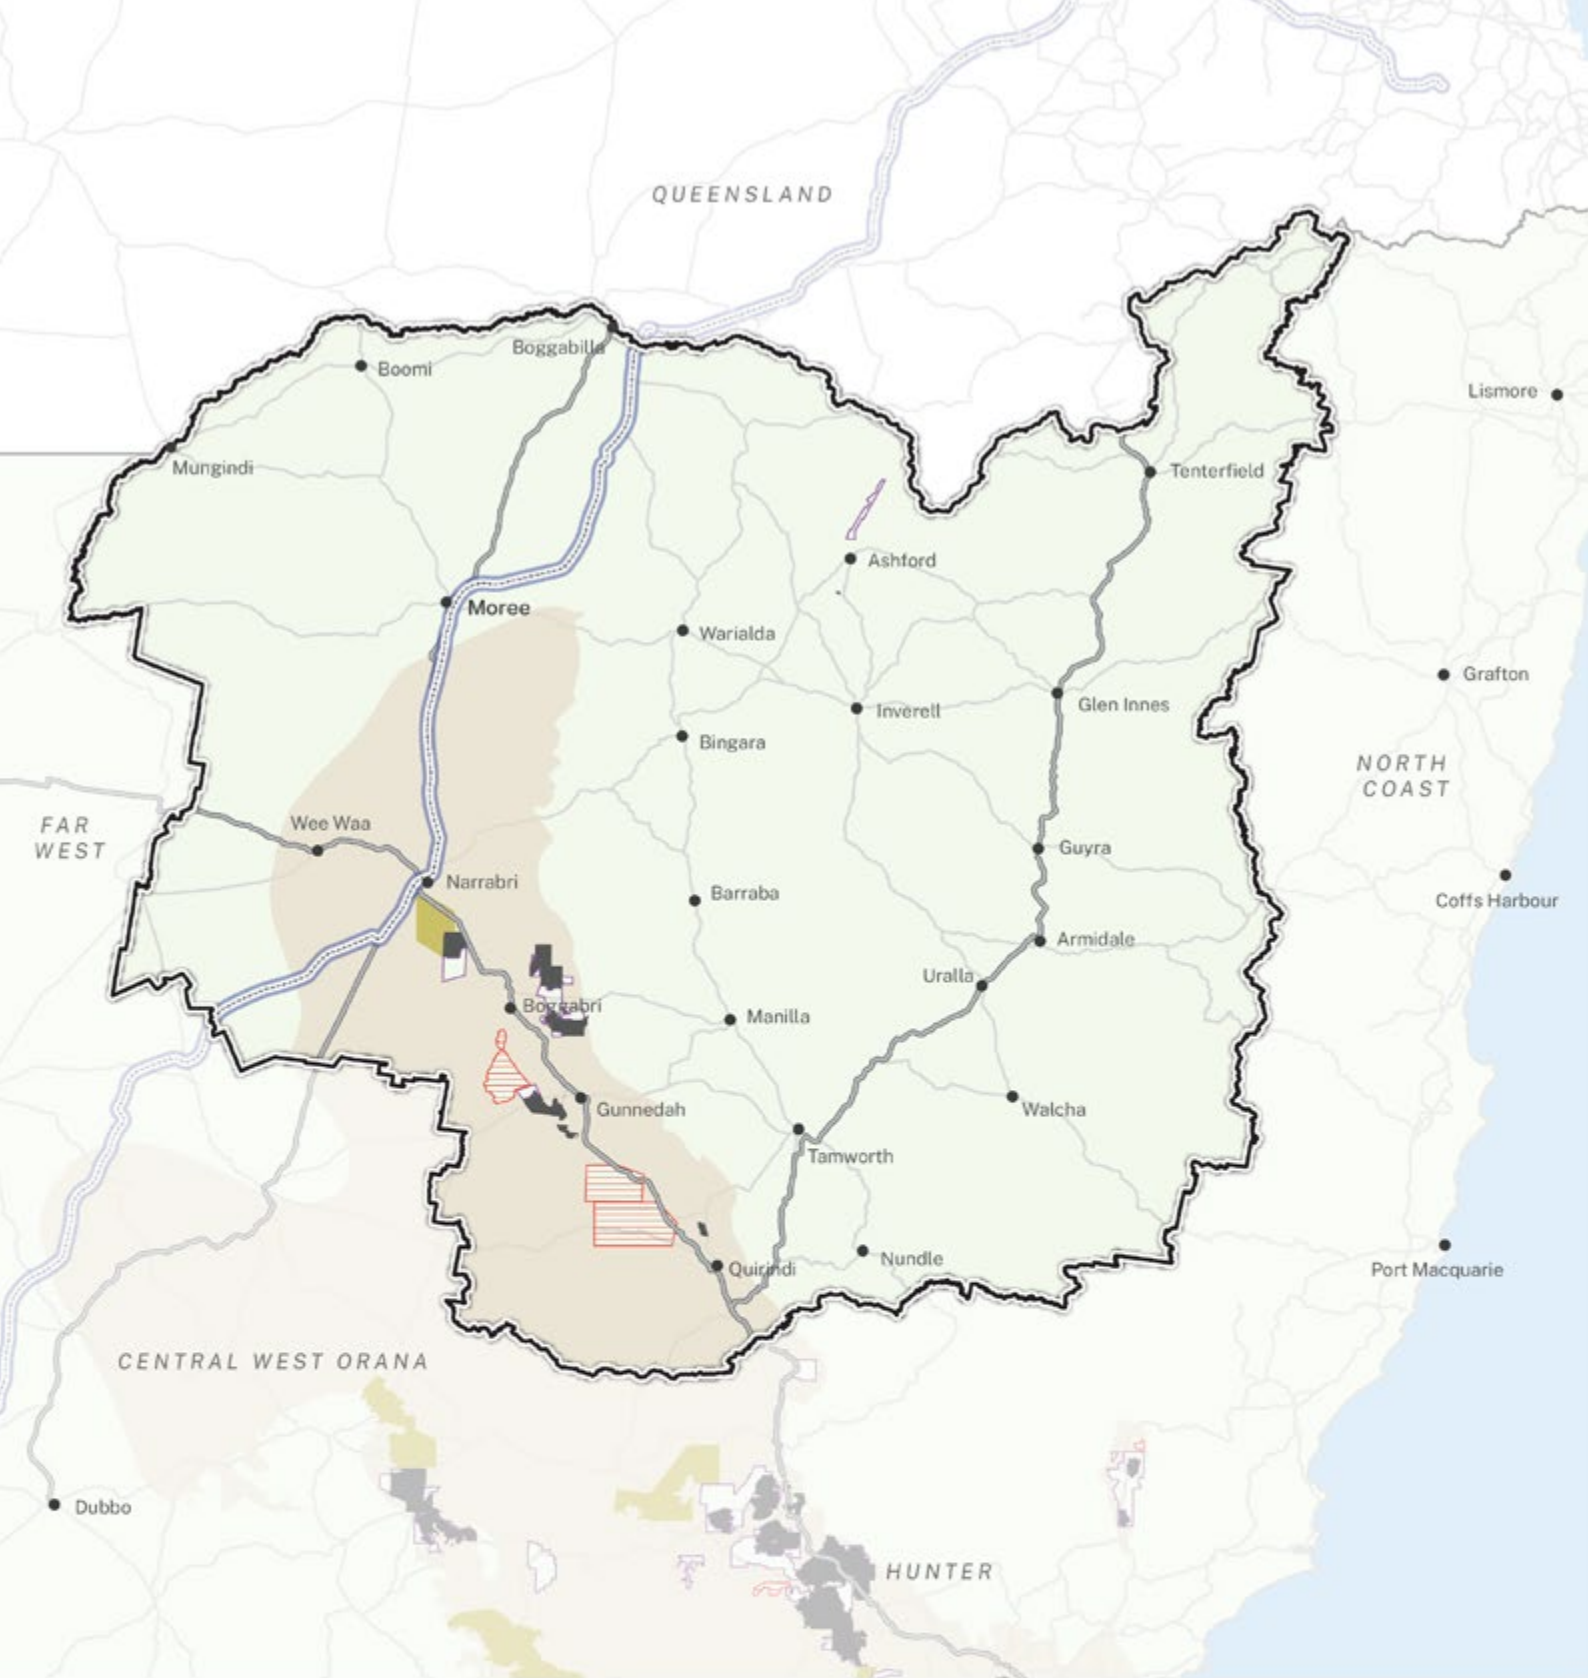 QUEENSLAND
Boggabilla
Boomi
Lismore
Mungindi
Tenterfield
Ashford
Moree
Warialda
Grafton
Inverell
Glen Innes
Bingara
NORTH
COAST
Wee Waa
FAR
WEST
Guyra
Narrabri
Barraba
Coffs Harbour
Armidale
Uralla
Boggabri
Manilla
Gunnedah
Walcha
Tamworth
Nundle
Quirindi
Port Macquarie
CENTRAL WEST ORANA
Dubbo
HUNTER